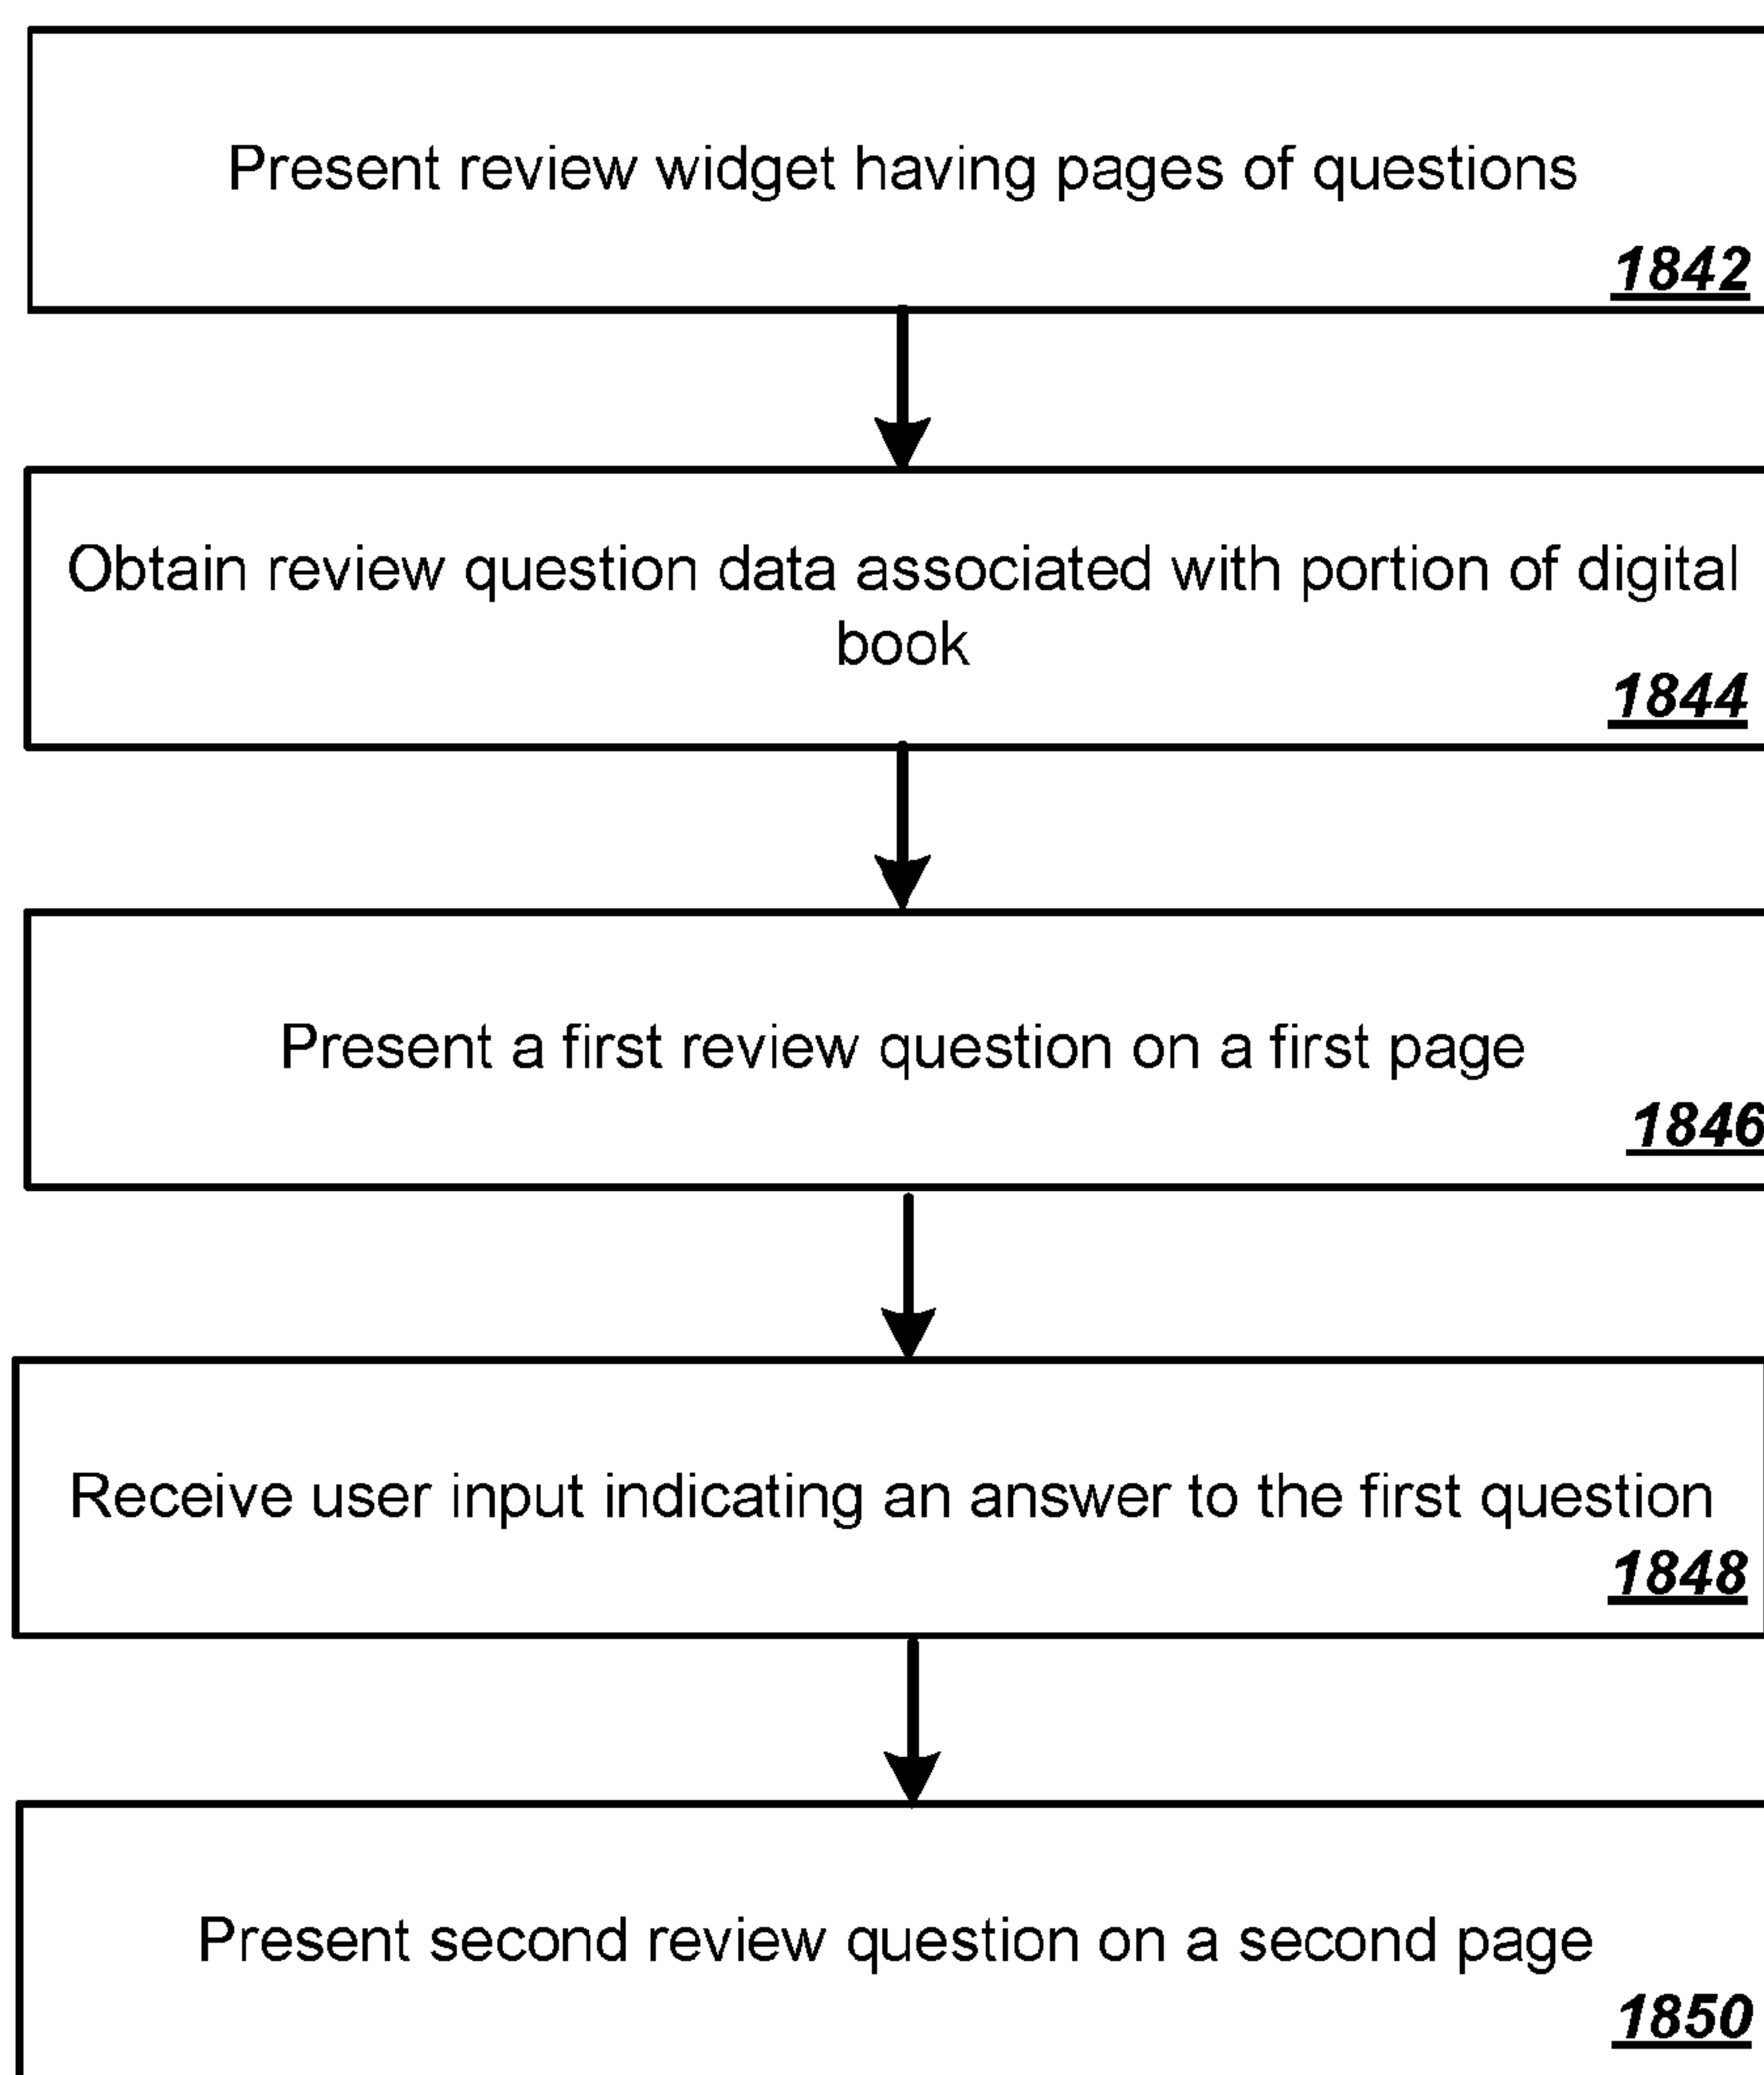 Present review widget having pages of questions
1842
Obtain review question data associated with portion of digital
book
1844
Present a first review question on a first page
1846
Receive user input indicating an answer to the first question
1848
Present second review question on a second page
1850